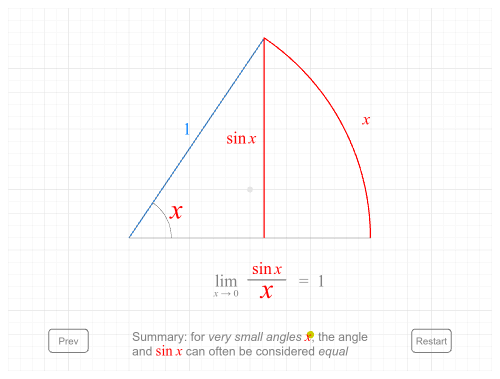 1
sin x
x
x
lim x → 0 sin x / x = 1
Prev
Summary: for very small angles x, the angle
and sin x can often be considered equal
Restart